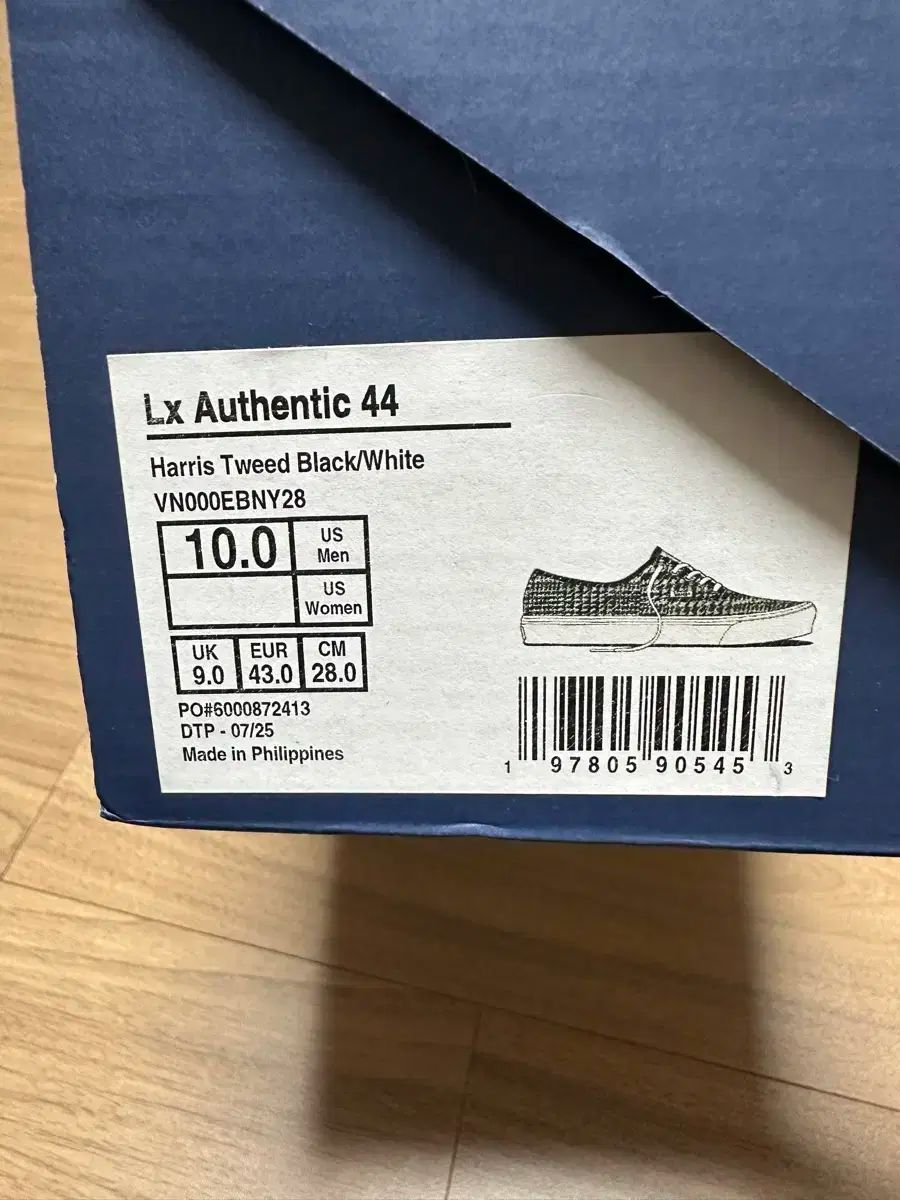 Lx Authentic 44
Harris Tweed Black/White
VN000EBNY28
10.0 US Men
US Women
UK EUR CM
9.0 43.0 28.0
PO#6000872413
DTP - 07/25
Made in Philippines
1 97805 90545 3